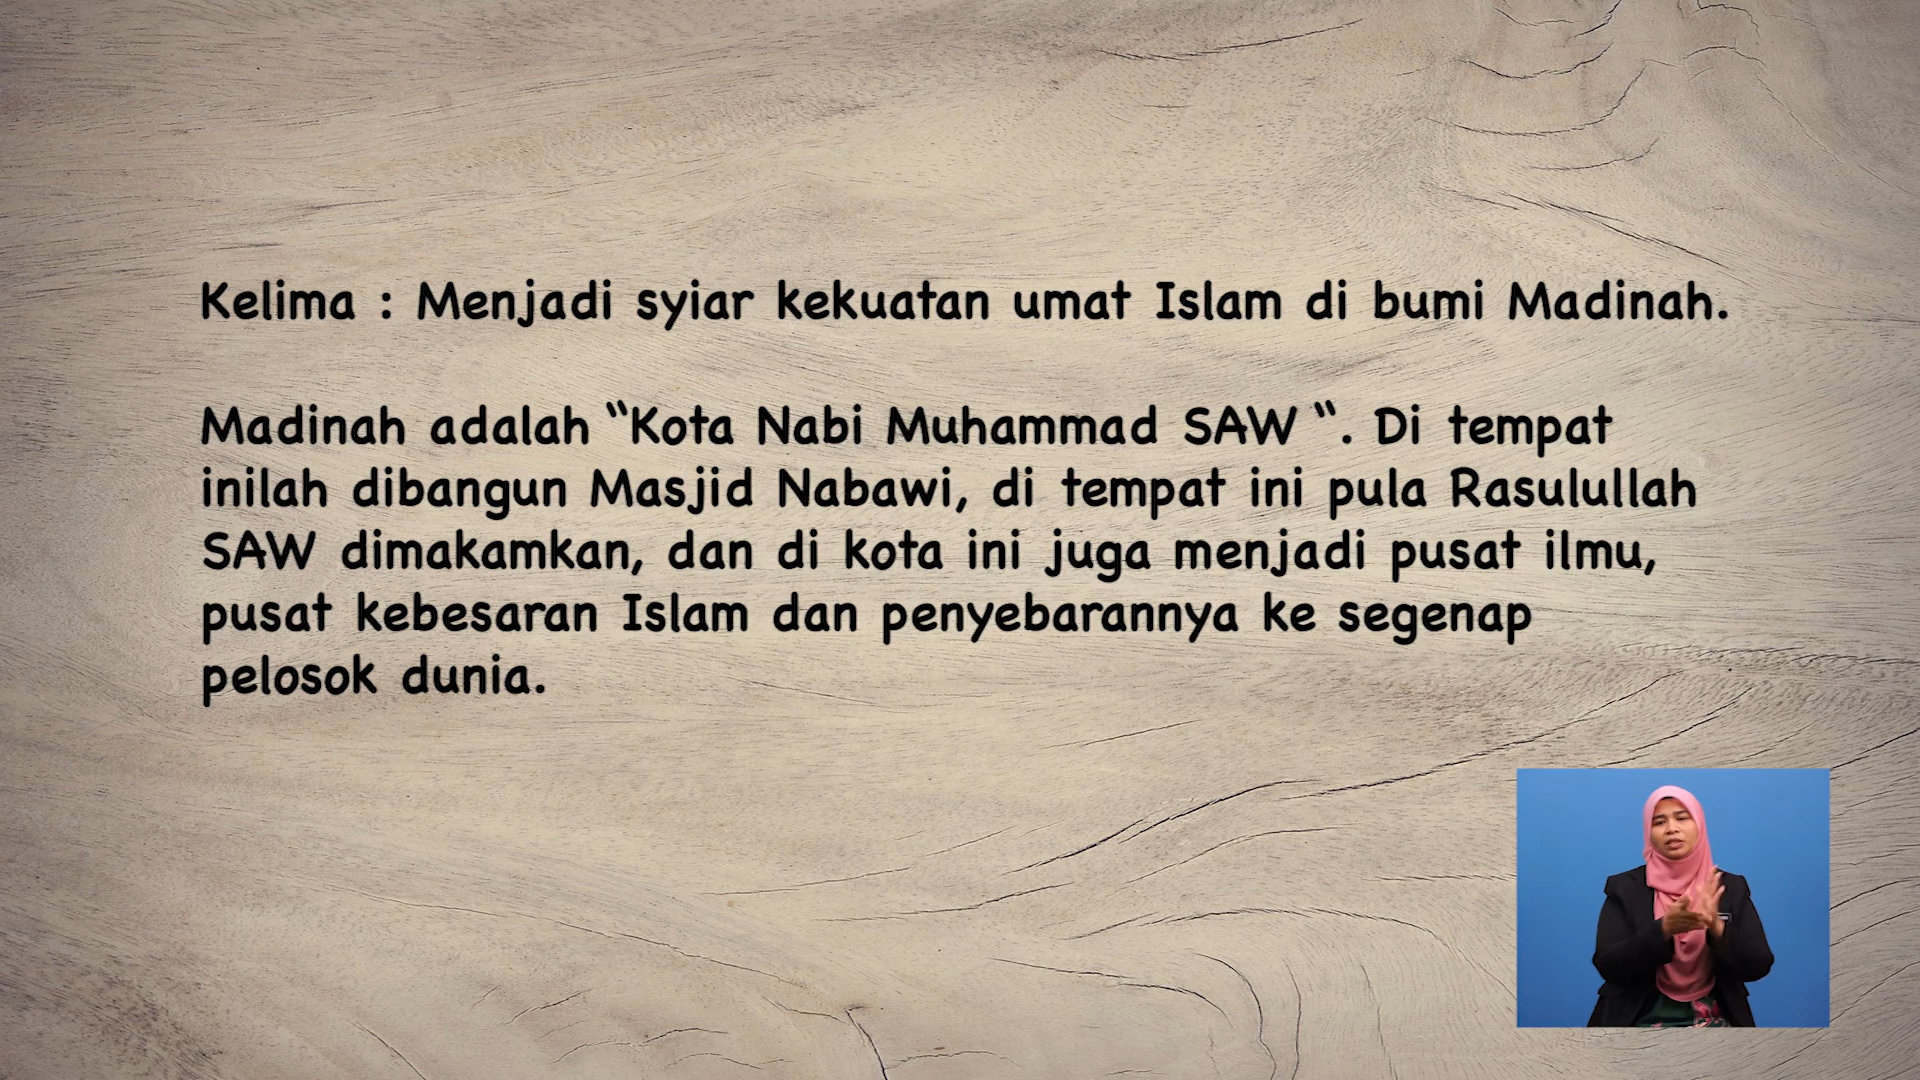 Kelima : Menjadi syiar kekuatan umat Islam di bumi Madinah.
Madinah adalah “Kota Nabi Muhammad SAW “. Di tempat
inilah dibangun Masjid Nabawi, di tempat ini pula Rasulullah
SAW dimakamkan, dan di kota ini juga menjadi pusat ilmu,
pusat kebesaran Islam dan penyebarannya ke segenap
pelosok dunia.